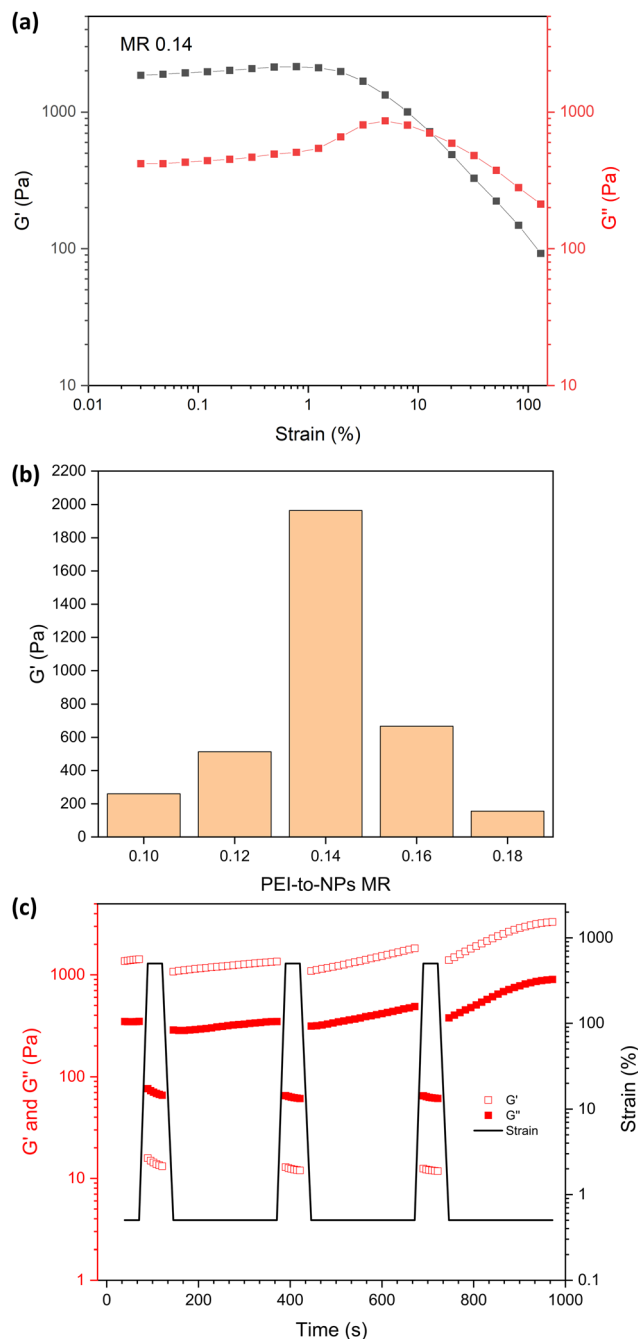 (a)
MR 0.14
1000
100
10
G' (Pa)
1000
100
10
G'' (Pa)
0.01
0.1
1
10
100
Strain (%)
(b)
2200
2000
1800
1600
1400
1200
1000
800
600
400
200
0
G' (Pa)
0.10
0.12
0.14
0.16
0.18
PEI-to-NPs MR
(c)
1000
100
10
1
G' and G'' (Pa)
1000
100
10
1
0.1
Strain (%)
G'
G''
Strain
0
200
400
600
800
1000
Time (s)